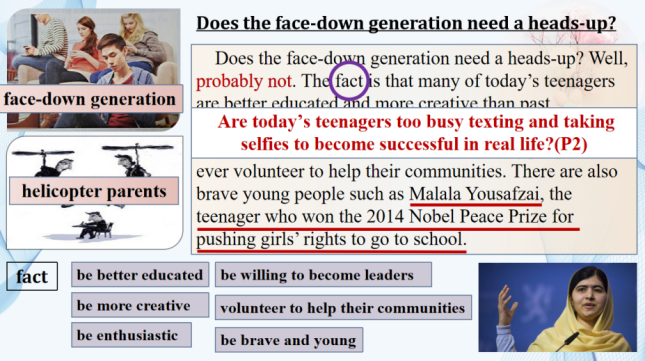 Does the face-down generation need a heads-up?
face-down generation
Does the face-down generation need a heads-up? Well,
probably not. The fact is that many of today's teenagers
are better educated and more creative than past
Are today's teenagers too busy texting and taking
selfies to become successful in real life?(P2)
helicopter parents
ever volunteer to help their communities. There are also
brave young people such as Malala Yousafzai, the
teenager who won the 2014 Nobel Peace Prize for
pushing girls' rights to go to school.
fact
be better educated
be willing to become leaders
be more creative
volunteer to help their communities
be enthusiastic
be brave and young